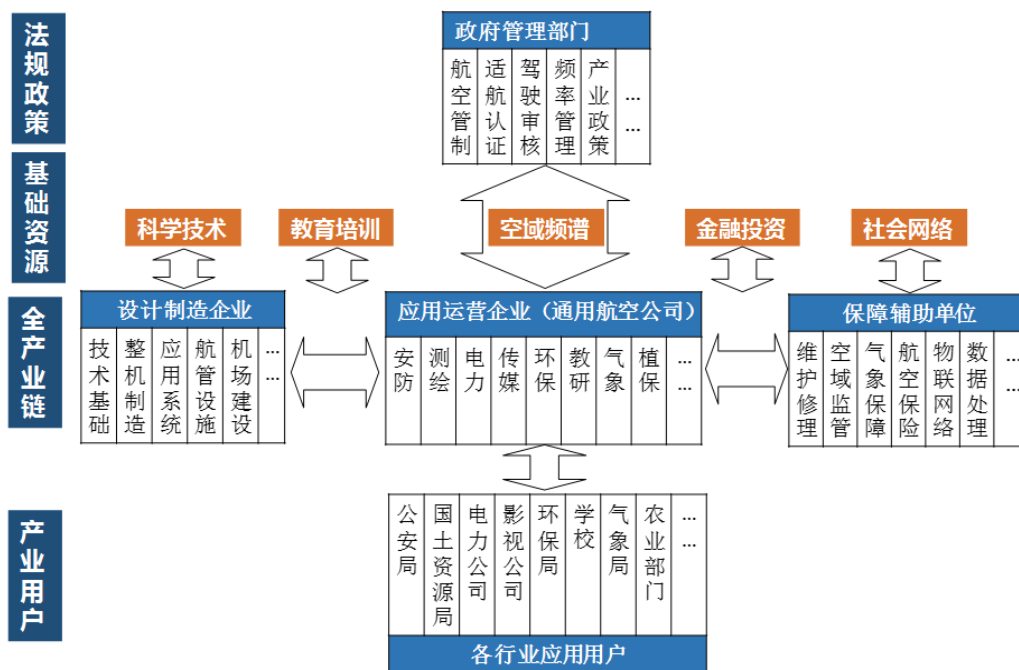 法规政策
政府管理部门
航空管制
适航认证
驾驶审核
频率管理
产业政策
... ...
基础资源
科学技术
教育培训
空域频谱
金融投资
社会网络
全产业链
设计制造企业
技术基础
整机制造
应用系统
航管设施
机场建设
... ...
应用运营企业（通用航空公司）
安防
测绘
电力
传媒
环保
教研
气象
植保
... ...
保障辅助单位
维护修理
空域监管
气象保障
航空保险
物联网络
数据处理
... ...
产业用户
公安局
国土资源局
电力公司
影视公司
环保局
学校
气象局
农业部门
... ...
各行业应用用户